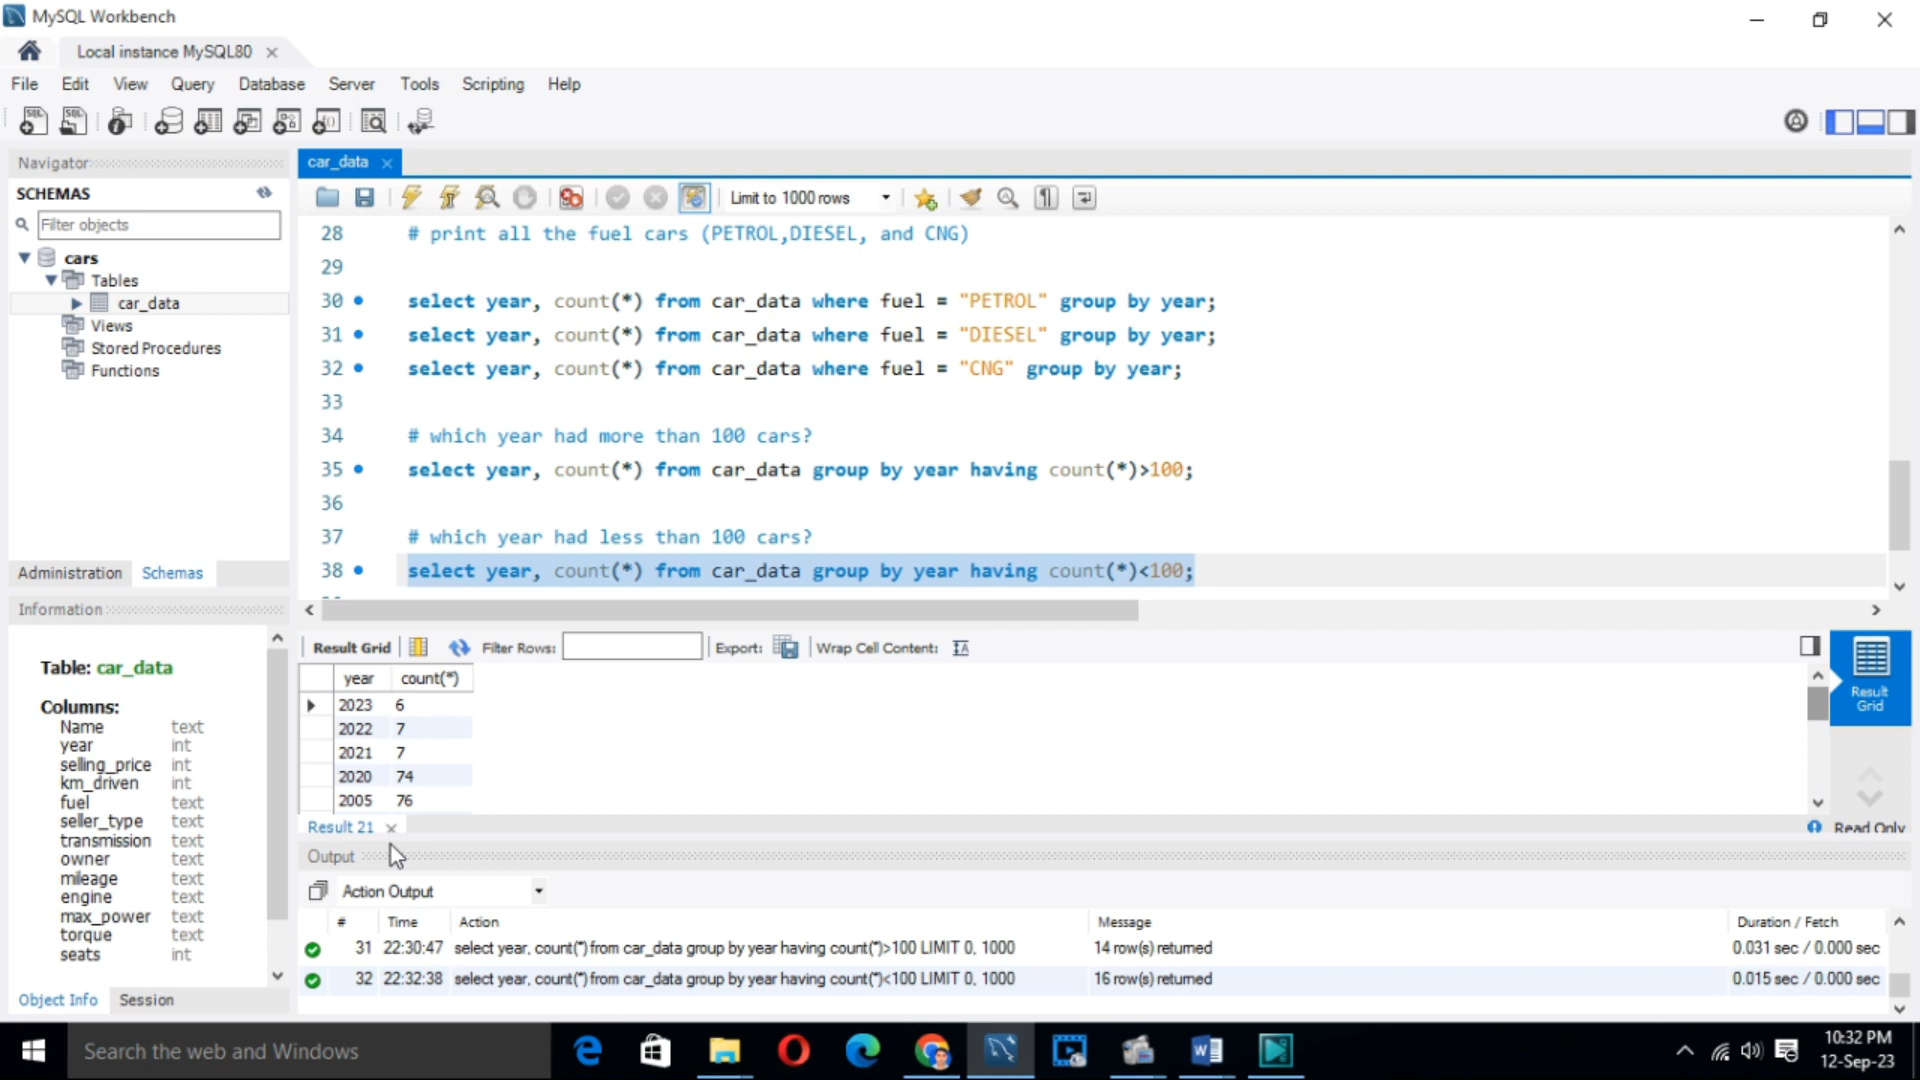 MySQL Workbench
Local instance MySQL80
File Edit View Query Database Server Tools Scripting Help
Navigator
car_data
SCHEMAS
Limit to 1000 rows
Filter objects
cars
Tables
car_data
Views
Stored Procedures
Functions
28 # print all the fuel cars (PETROL,DIESEL, and CNG)
29
30 select year, count(*) from car_data where fuel = "PETROL" group by year;
31 select year, count(*) from car_data where fuel = "DIESEL" group by year;
32 select year, count(*) from car_data where fuel = "CNG" group by year;
33
34 # which year had more than 100 cars?
35 select year, count(*) from car_data group by year having count(*)>100;
36
37 # which year had less than 100 cars?
38 select year, count(*) from car_data group by year having count(*)<100;
Administration Schemas
Information
Table: car_data
Columns:
Name text
year int
selling_price int
km_driven int
fuel text
seller_type text
transmission text
owner text
mileage text
engine text
max_power text
torque text
seats int
Object Info Session
Result Grid Filter Rows: Export: Wrap Cell Content:
year count(*)
2023 6
2022 7
2021 7
2020 74
2005 76
Result Grid
Result 21
Read Only
Output
Action Output
# Time Action Message Duration / Fetch
31 22:30:47 select year, count(*) from car_data group by year having count(*)>100 LIMIT 0, 1000 14 row(s) returned 0.031 sec / 0.000 sec
32 22:32:38 select year, count(*) from car_data group by year having count(*)<100 LIMIT 0, 1000 16 row(s) returned 0.015 sec / 0.000 sec
Search the web and Windows
10:32 PM
12-Sep-23